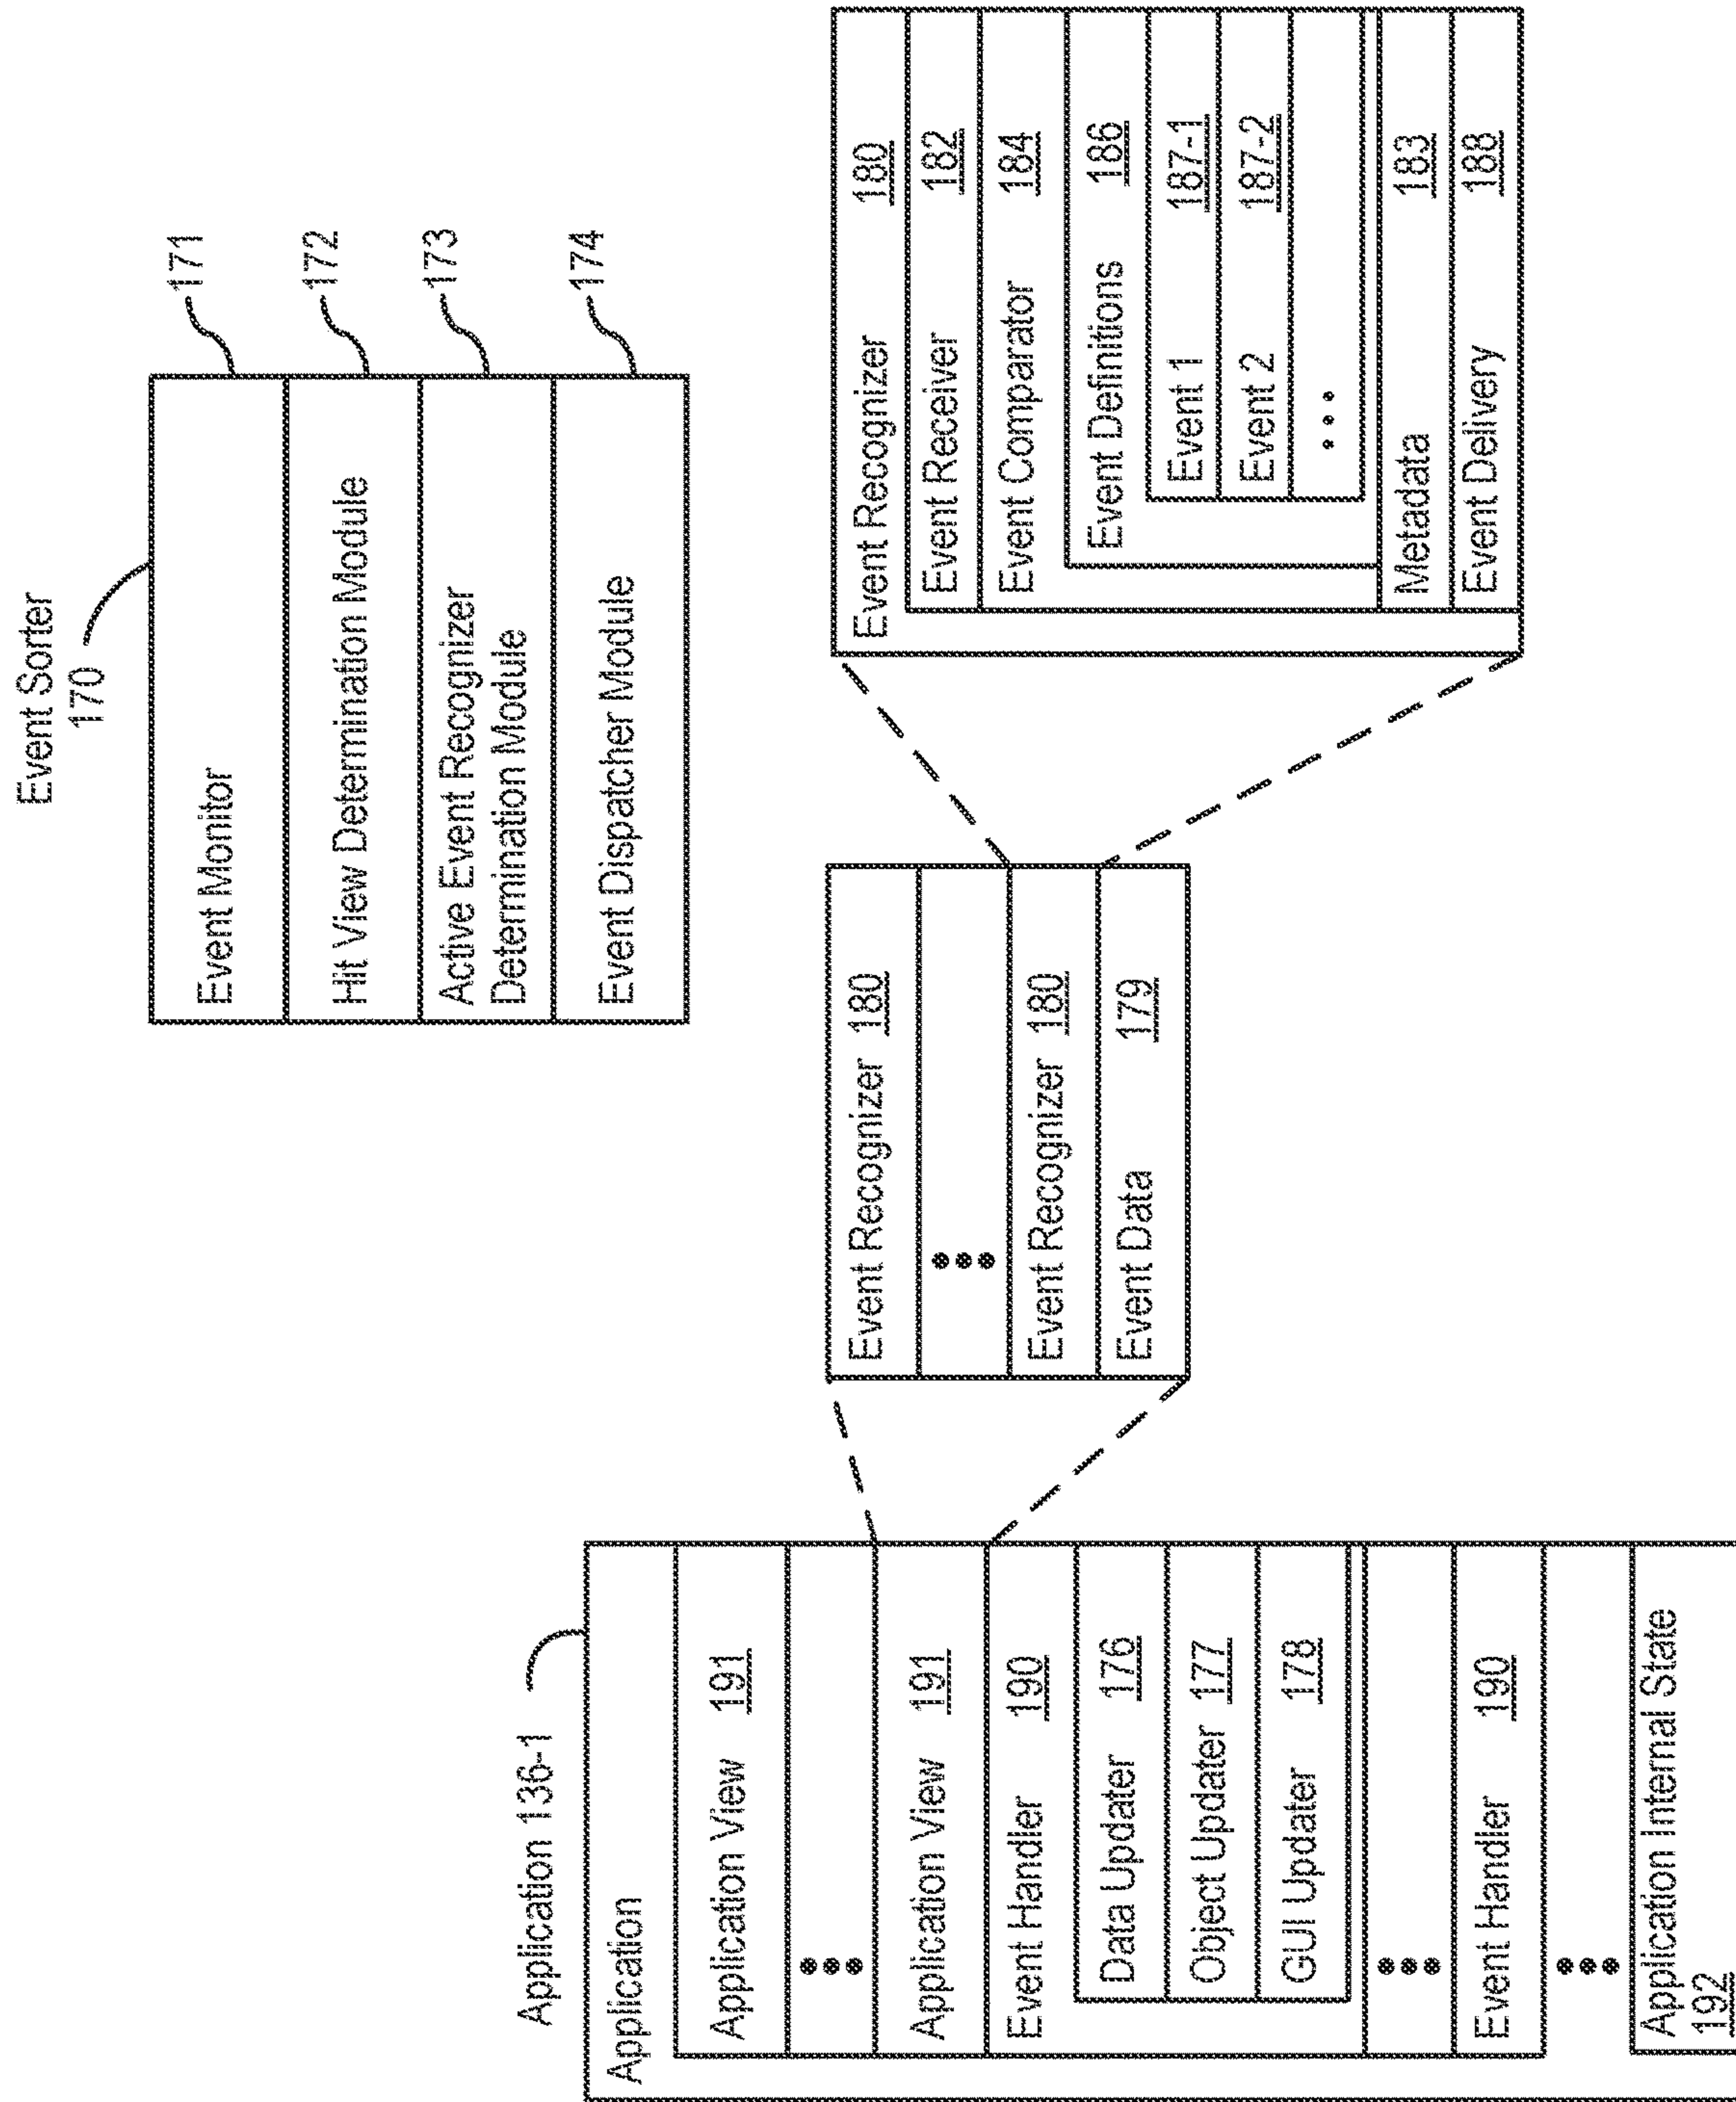 Event Sorter
170
Event Monitor
171
Hit View Determination Module
172
Active Event Recognizer
Determination Module
173
Event Dispatcher Module
174
Application 136-1
Application
Application View 191
•••
Application View 191
Event Handler 190
Data Updater 176
Object Updater 177
GUI Updater 178
•••
Event Handler 190
•••
Application Internal State
192
Event Recognizer 180
•••
Event Recognizer 180
Event Data 179
Event Recognizer 180
Event Receiver 182
Event Comparator 184
Event Definitions 186
Event 1 187-1
Event 2 187-2
•••
Metadata 183
Event Delivery 188